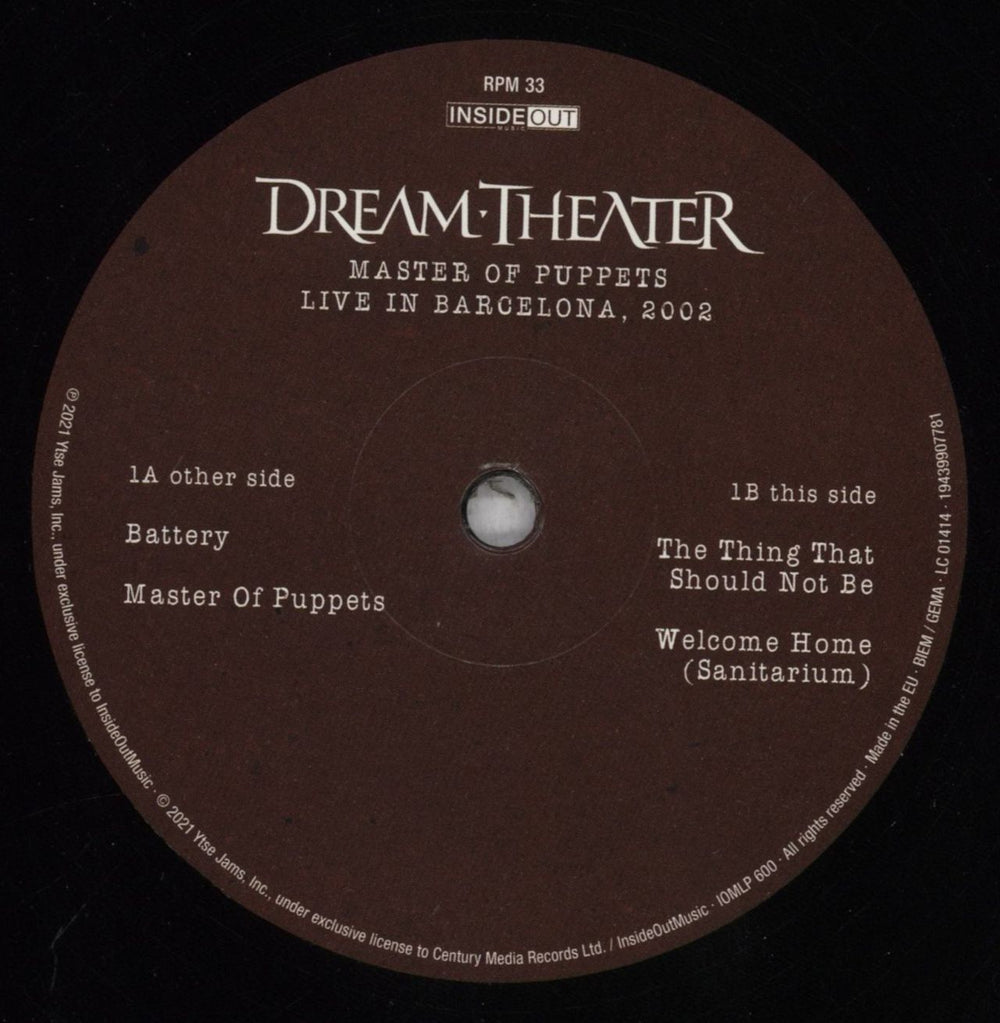 RPM 33
INSIDEOUT
MUSIC
DREAM·THEATER
MASTER OF PUPPETS
LIVE IN BARCELONA, 2002
1A other side
Battery
Master Of Puppets
1B this side
The Thing That
Should Not Be
Welcome Home
(Sanitarium)
℗ 2021 Ytse Jams, Inc., under exclusive license to InsideOutMusic · © 2021 Ytse Jams, Inc., under exclusive license to Century Media Records Ltd. / InsideOutMusic · IOMLP 600 · All rights reserved · Made in the EU · BIEM / GEMA · LC 01414 · 19439907781